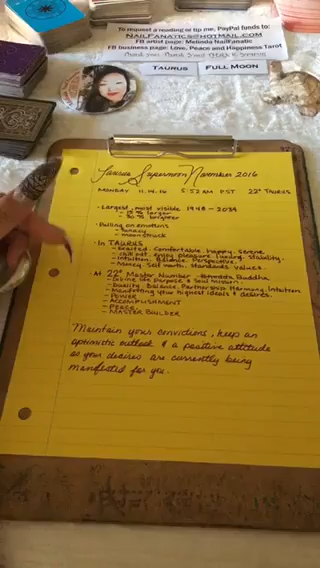 To request a reading or tip me, PayPal funds to:
NAILFANATICS@HOTMAIL.COM
FB artist page: Melinda NailFanatic
FB business page: Love, Peace and Happiness Tarot
TAURUS FULL MOON
Taurus Supermoon November 2016
MONDAY 11.14.16 5:52 AM PST 22° TAURUS
· Largest, most visible 1948 - 2034
- 15% larger
- 30% brighter
· Pulling on emotions
- lunacy
- moonstruck
· In TAURUS
- Excited. Comfortable, happy, serene.
- Chill out, enjoy pleasure, luxury, stability.
- Intuition. Balance. Perspective.
- Money, Self worth, standards, values.
· At 22° Master Number Buddha
- Divine life purpose & Soul mission
- Duality, Balance, Partnership, Harmony, Intuition
- Manifesting your highest ideals & desires.
- POWER
- ACCOMPLISHMENT
- PEACE
- MASTER BUILDER
Maintain your convictions, keep an
optimistic outlook & a positive attitude
as your desires are currently being
manifested for you.